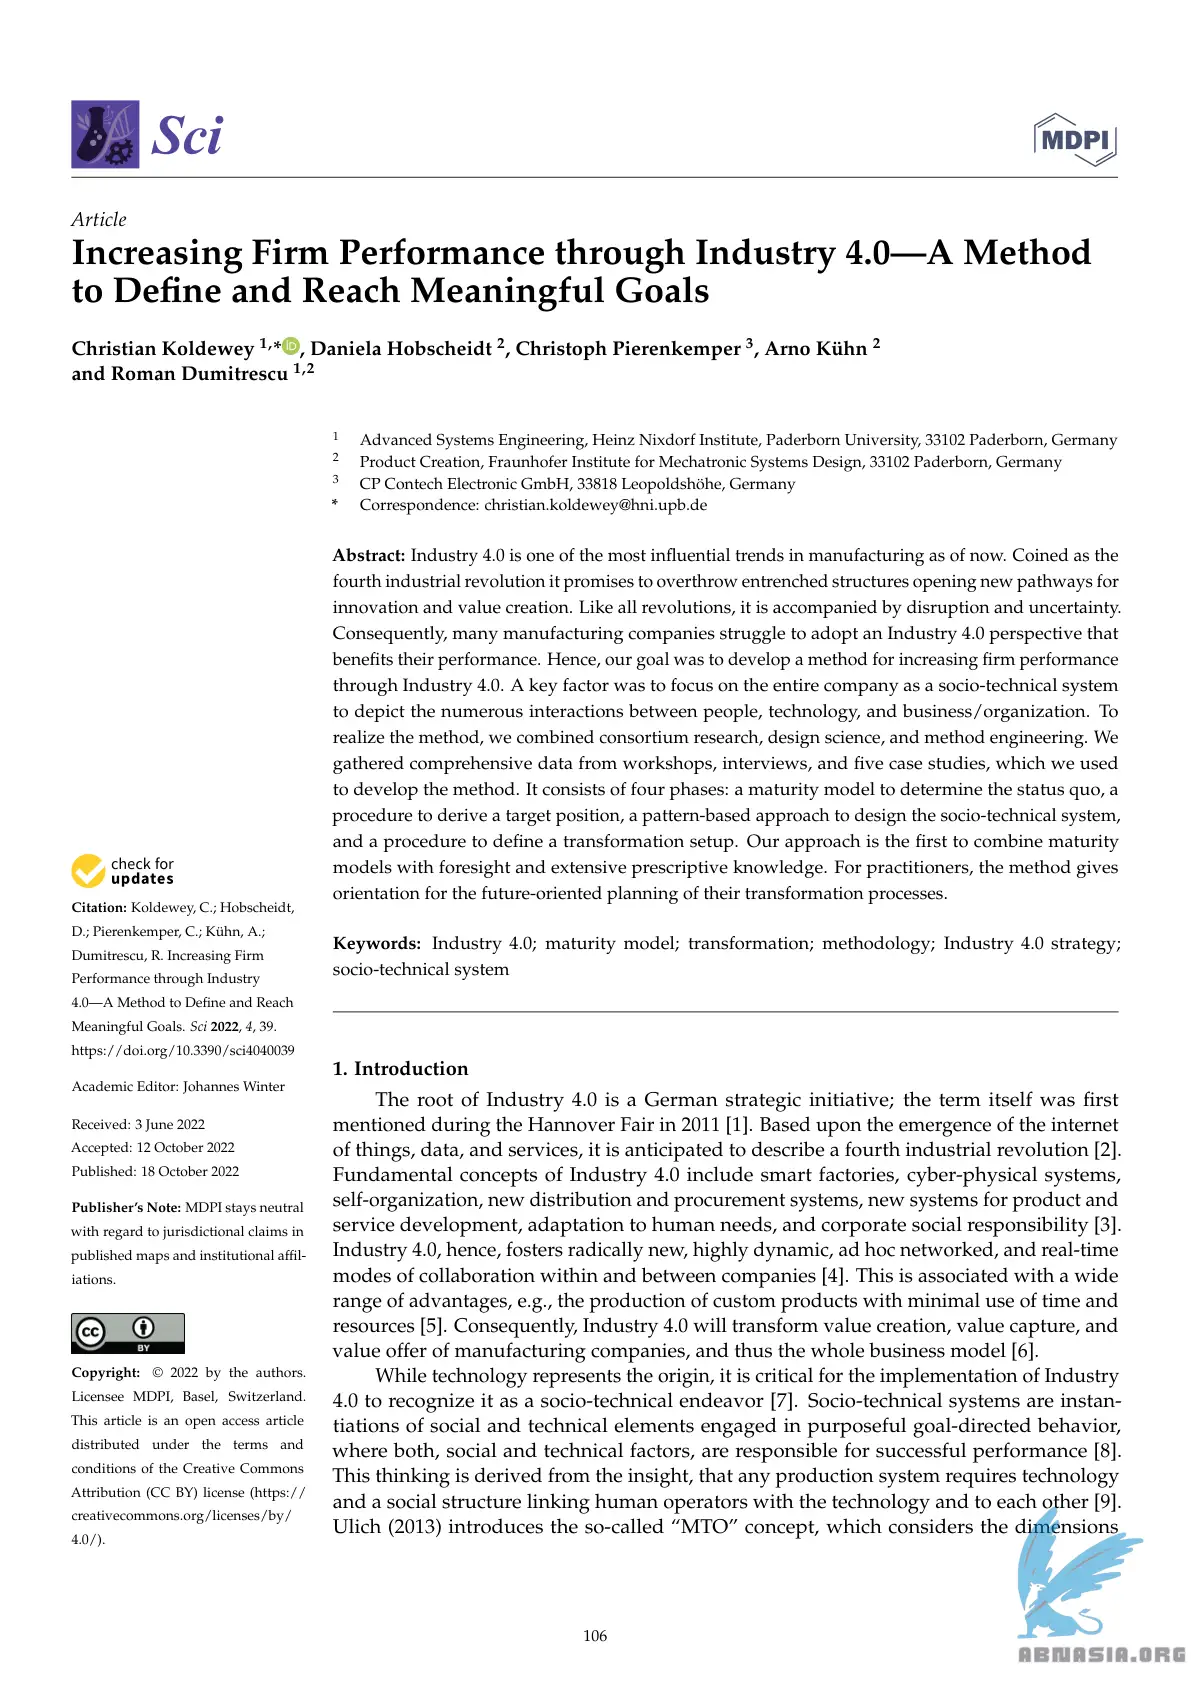 Sci
MDPI
Article
Increasing Firm Performance through Industry 4.0—A Method
to Define and Reach Meaningful Goals
Christian Koldewey 1,* iD, Daniela Hobscheidt 2, Christoph Pierenkemper 3, Arno Kühn 2
and Roman Dumitrescu 1,2
1 Advanced Systems Engineering, Heinz Nixdorf Institute, Paderborn University, 33102 Paderborn, Germany
2 Product Creation, Fraunhofer Institute for Mechatronic Systems Design, 33102 Paderborn, Germany
3 CP Contech Electronic GmbH, 33818 Leopoldshöhe, Germany
* Correspondence: christian.koldewey@hni.upb.de
Abstract: Industry 4.0 is one of the most influential trends in manufacturing as of now. Coined as the
fourth industrial revolution it promises to overthrow entrenched structures opening new pathways for
innovation and value creation. Like all revolutions, it is accompanied by disruption and uncertainty.
Consequently, many manufacturing companies struggle to adopt an Industry 4.0 perspective that
benefits their performance. Hence, our goal was to develop a method for increasing firm performance
through Industry 4.0. A key factor was to focus on the entire company as a socio-technical system
to depict the numerous interactions between people, technology, and business/organization. To
realize the method, we combined consortium research, design science, and method engineering. We
gathered comprehensive data from workshops, interviews, and five case studies, which we used
to develop the method. It consists of four phases: a maturity model to determine the status quo, a
procedure to derive a target position, a pattern-based approach to design the socio-technical system,
and a procedure to define a transformation setup. Our approach is the first to combine maturity
models with foresight and extensive prescriptive knowledge. For practitioners, the method gives
orientation for the future-oriented planning of their transformation processes.
Keywords: Industry 4.0; maturity model; transformation; methodology; Industry 4.0 strategy;
socio-technical system
check for
updates
Citation: Koldewey, C.; Hobscheidt,
D.; Pierenkemper, C.; Kühn, A.;
Dumitrescu, R. Increasing Firm
Performance through Industry
4.0—A Method to Define and Reach
Meaningful Goals. Sci 2022, 4, 39.
https://doi.org/10.3390/sci4040039
Academic Editor: Johannes Winter
Received: 3 June 2022
Accepted: 12 October 2022
Published: 18 October 2022
Publisher's Note: MDPI stays neutral
with regard to jurisdictional claims in
published maps and institutional affil-
iations.
cc BY
Copyright: © 2022 by the authors.
Licensee MDPI, Basel, Switzerland.
This article is an open access article
distributed under the terms and
conditions of the Creative Commons
Attribution (CC BY) license (https://
creativecommons.org/licenses/by/
4.0/).
1. Introduction
The root of Industry 4.0 is a German strategic initiative; the term itself was first
mentioned during the Hannover Fair in 2011 [1]. Based upon the emergence of the internet
of things, data, and services, it is anticipated to describe a fourth industrial revolution [2].
Fundamental concepts of Industry 4.0 include smart factories, cyber-physical systems,
self-organization, new distribution and procurement systems, new systems for product and
service development, adaptation to human needs, and corporate social responsibility [3].
Industry 4.0, hence, fosters radically new, highly dynamic, ad hoc networked, and real-time
modes of collaboration within and between companies [4]. This is associated with a wide
range of advantages, e.g., the production of custom products with minimal use of time and
resources [5]. Consequently, Industry 4.0 will transform value creation, value capture, and
value offer of manufacturing companies, and thus the whole business model [6].
While technology represents the origin, it is critical for the implementation of Industry
4.0 to recognize it as a socio-technical endeavor [7]. Socio-technical systems are instan-
tiations of social and technical elements engaged in purposeful goal-directed behavior,
where both, social and technical factors, are responsible for successful performance [8].
This thinking is derived from the insight, that any production system requires technology
and a social structure linking human operators with the technology and to each other [9].
Ulich (2013) introduces the so-called “MTO” concept, which considers the dimensions
106
ABNASIA.ORG